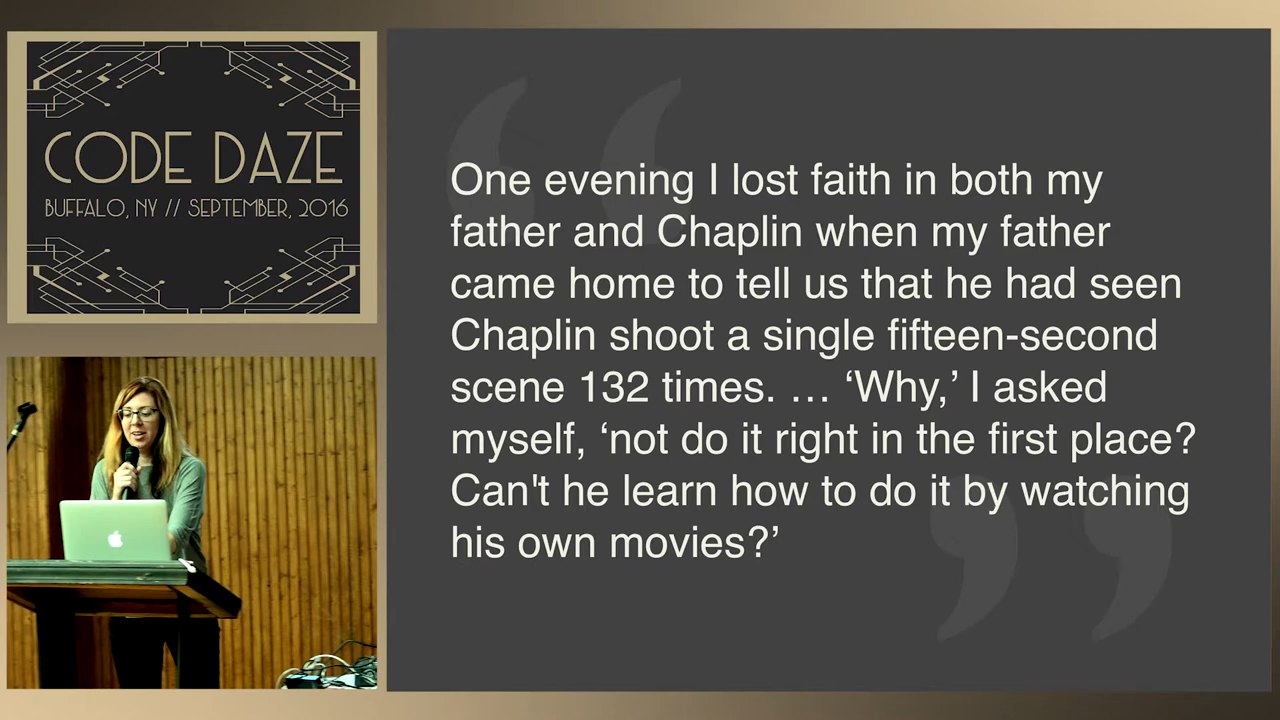 CODE DAZE
BUFFALO, NY // SEPTEMBER, 2016
One evening I lost faith in both my
father and Chaplin when my father
came home to tell us that he had seen
Chaplin shoot a single fifteen-second
scene 132 times. … ‘Why,’ I asked
myself, ‘not do it right in the first place?
Can't he learn how to do it by watching
his own movies?’